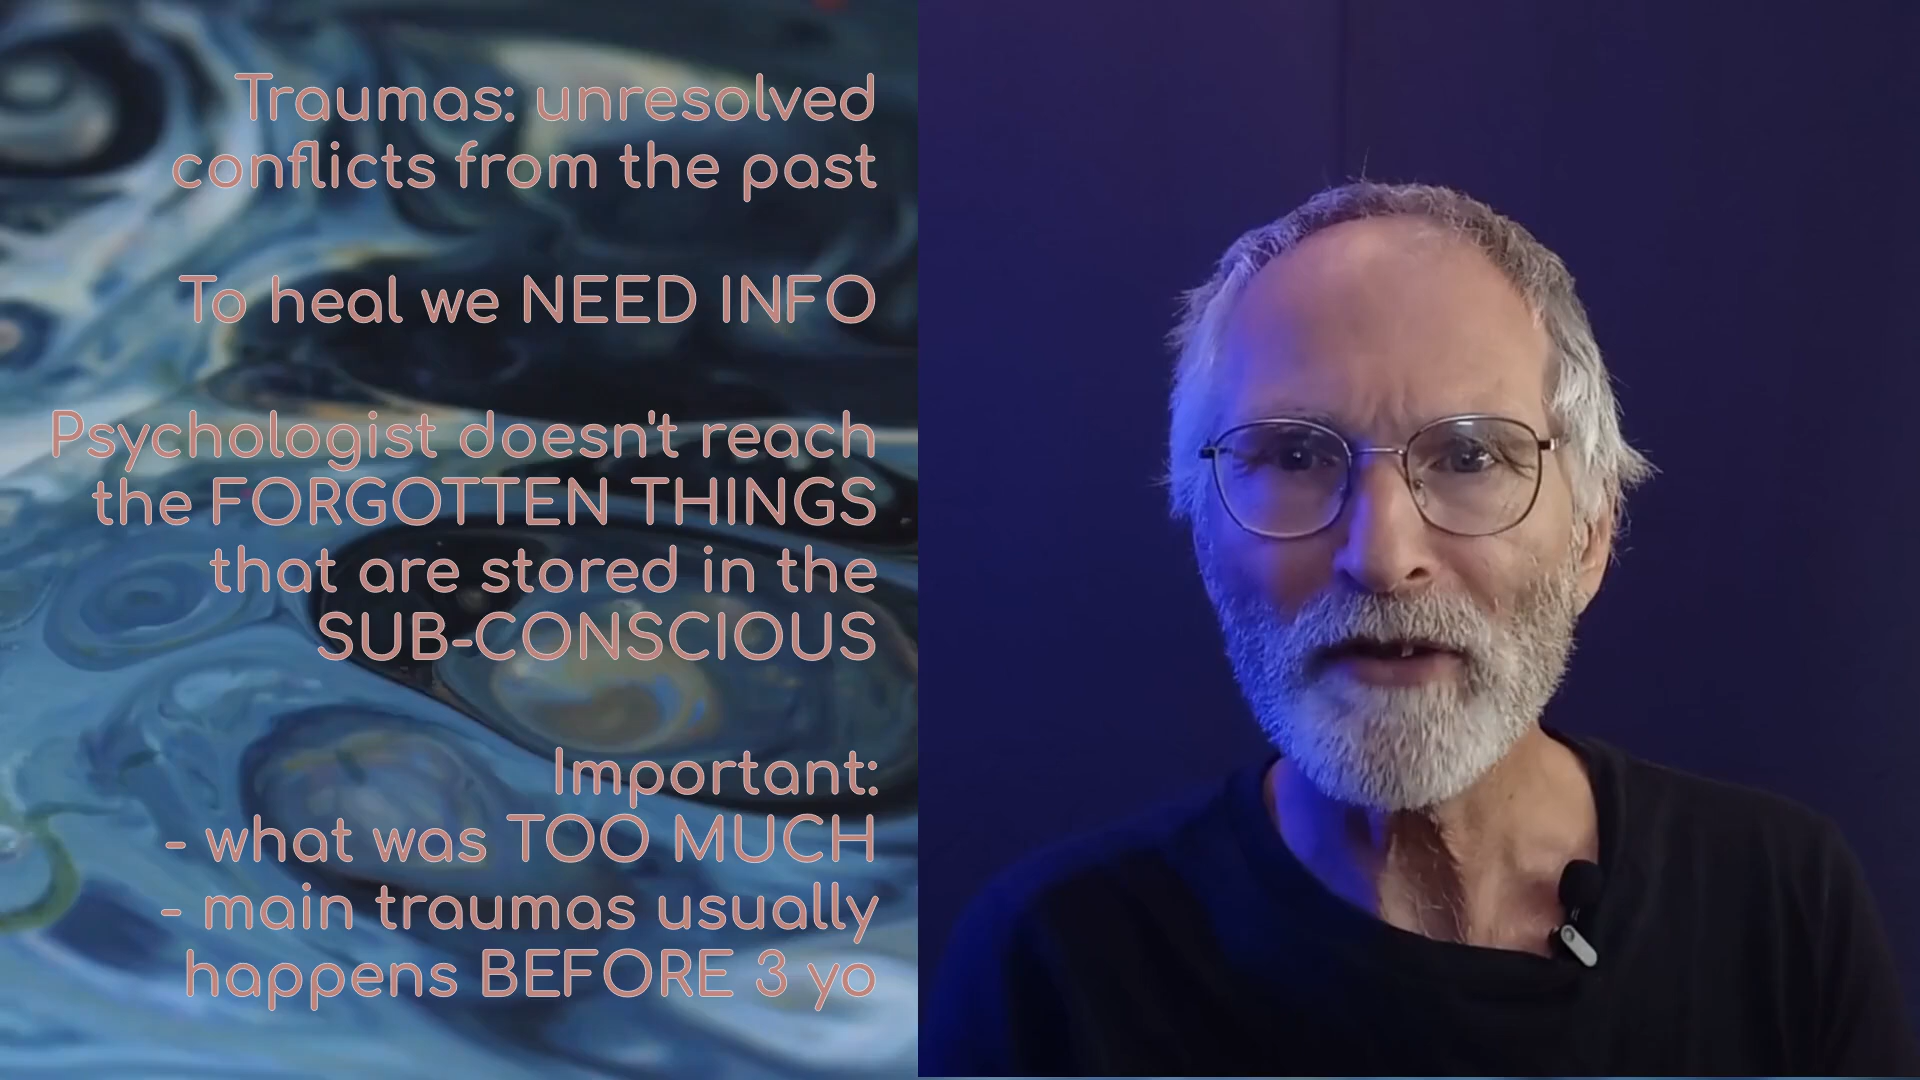 Traumas: unresolved
conflicts from the past
To heal we NEED INFO
Psychologist doesn't reach
the FORGOTTEN THINGS
that are stored in the
SUB-CONSCIOUS
Important:
- what was TOO MUCH
- main traumas usually
happens BEFORE 3 yo